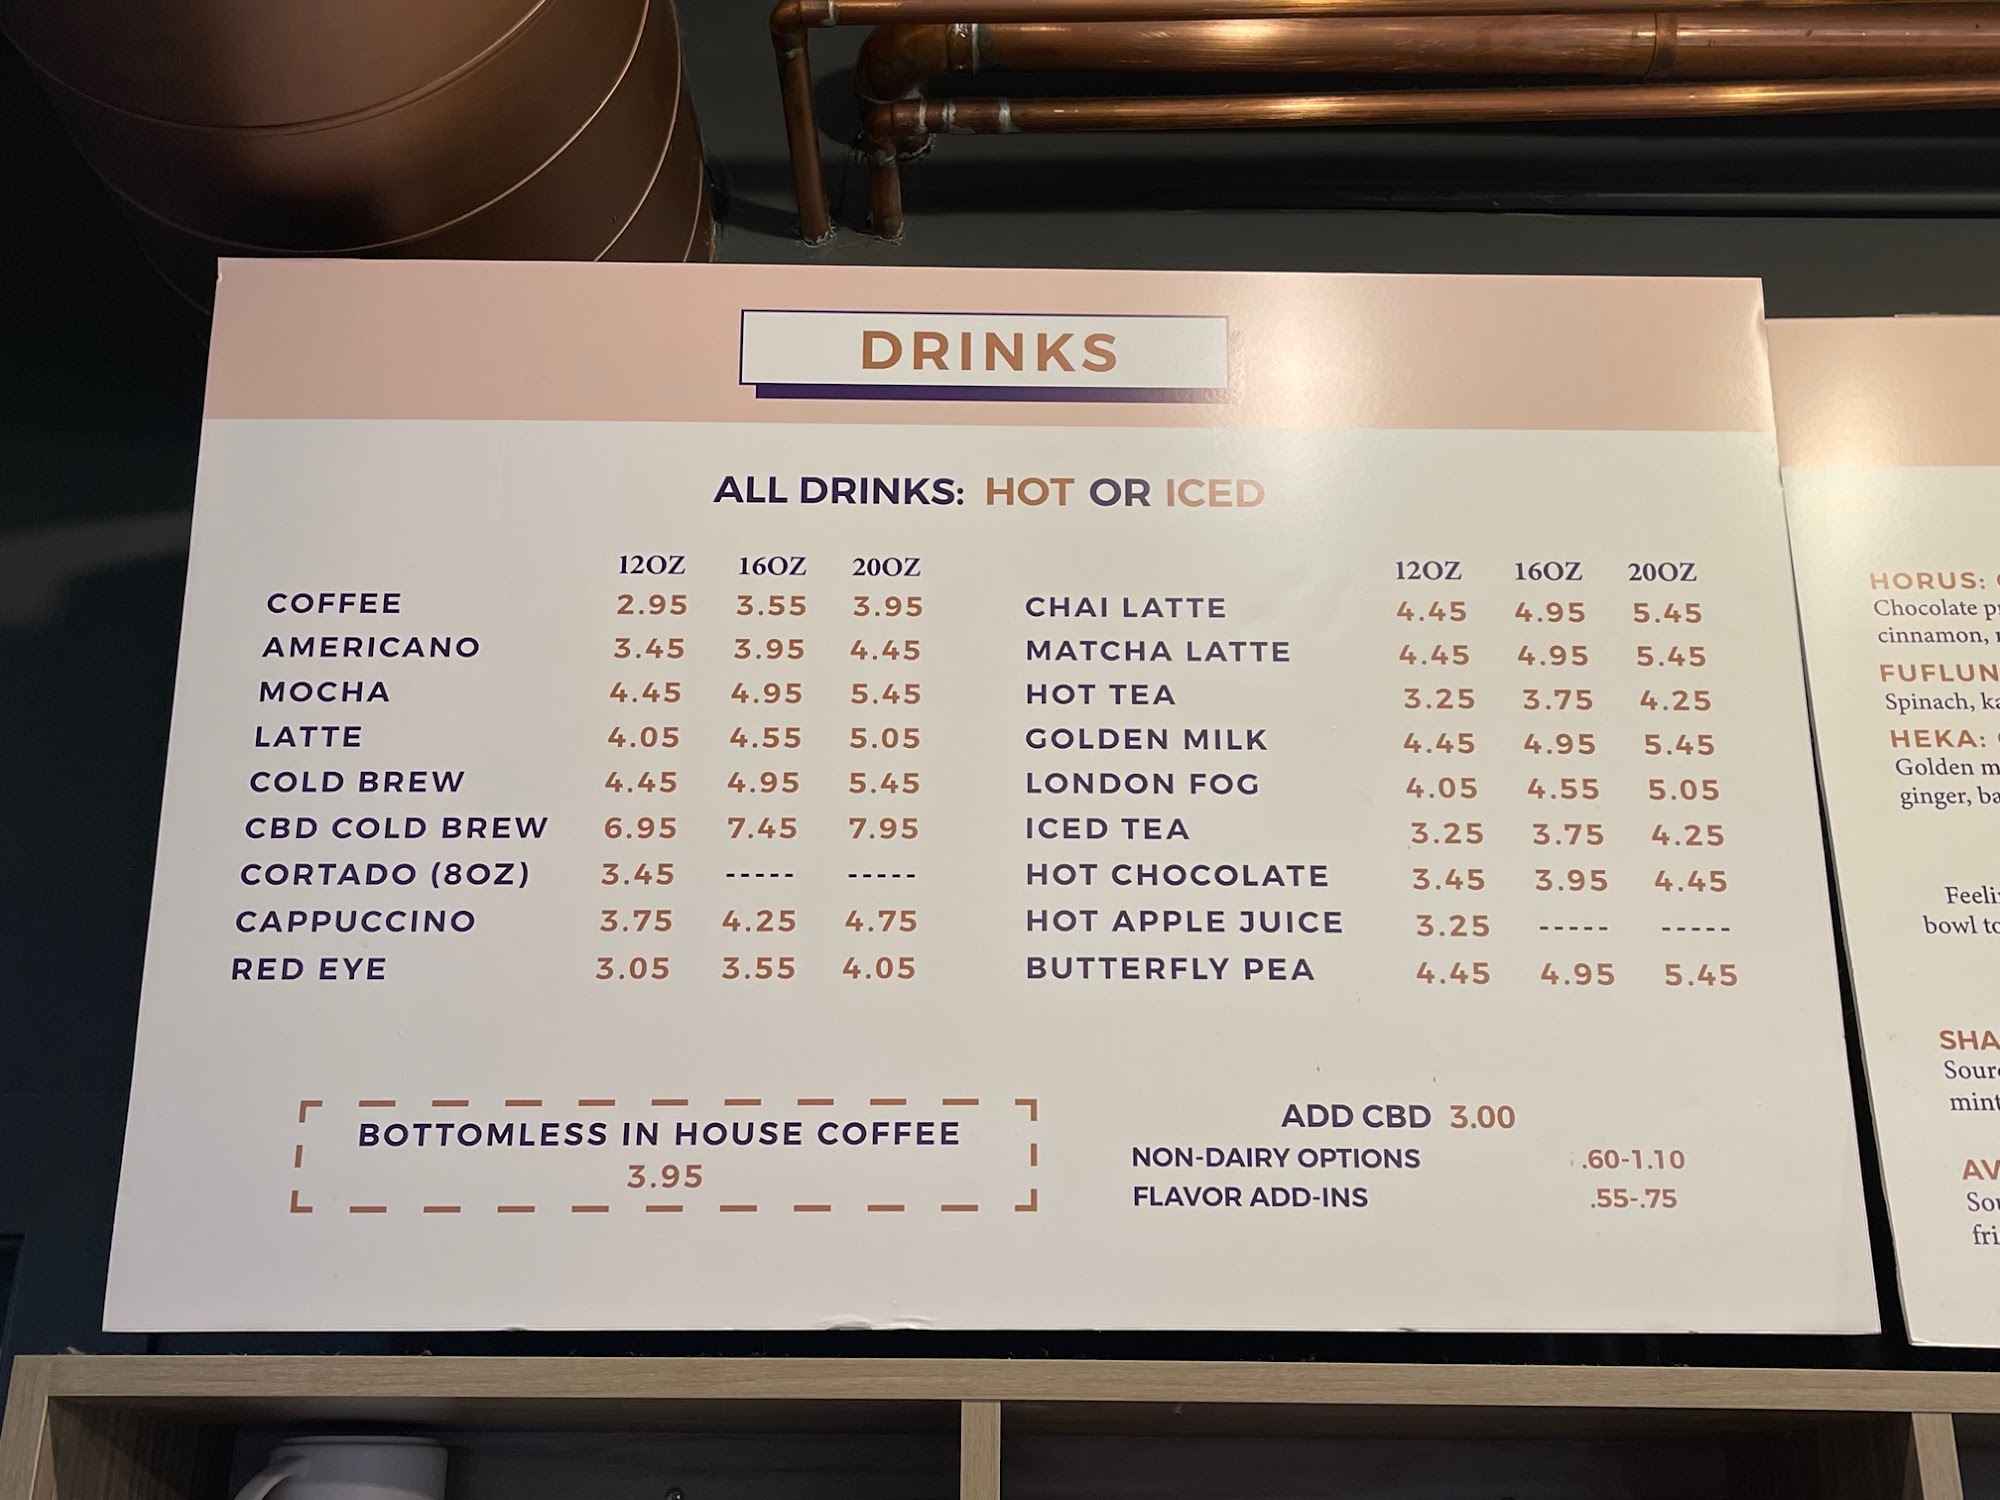 DRINKS
ALL DRINKS: HOT OR ICED
12OZ 16OZ 20OZ
COFFEE 2.95 3.55 3.95
AMERICANO 3.45 3.95 4.45
MOCHA 4.45 4.95 5.45
LATTE 4.05 4.55 5.05
COLD BREW 4.45 4.95 5.45
CBD COLD BREW 6.95 7.45 7.95
CORTADO (8OZ) 3.45 ----- -----
CAPPUCCINO 3.75 4.25 4.75
RED EYE 3.05 3.55 4.05
12OZ 16OZ 20OZ
CHAI LATTE 4.45 4.95 5.45
MATCHA LATTE 4.45 4.95 5.45
HOT TEA 3.25 3.75 4.25
GOLDEN MILK 4.45 4.95 5.45
LONDON FOG 4.05 4.55 5.05
ICED TEA 3.25 3.75 4.25
HOT CHOCOLATE 3.45 3.95 4.45
HOT APPLE JUICE 3.25 ----- -----
BUTTERFLY PEA 4.45 4.95 5.45
BOTTOMLESS IN HOUSE COFFEE
3.95
ADD CBD 3.00
NON-DAIRY OPTIONS .60-1.10
FLAVOR ADD-INS .55-.75
HORUS:
Chocolate
cinnamon,
Spinach,
HEKA:
Golden
ginger,
bowl